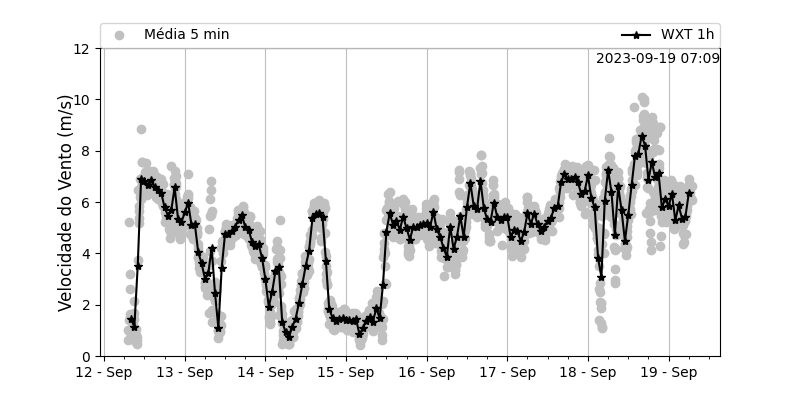 Média 5 min
WXT 1h
2023-09-19 07:09
Velocidade do Vento (m/s)
12
10
8
6
4
2
0
12 - Sep
13 - Sep
14 - Sep
15 - Sep
16 - Sep
17 - Sep
18 - Sep
19 - Sep